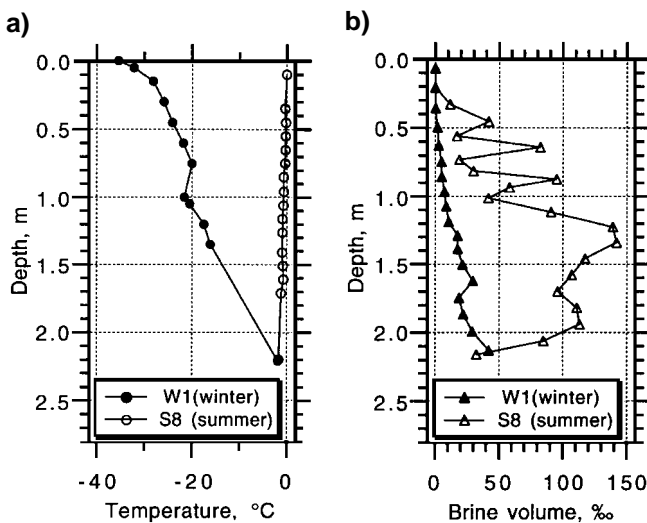 a)
0.0
0.5
1.0
1.5
2.0
2.5
Depth, m
W1(winter)
S8 (summer)
-40
-20
0
Temperature, °C
b)
0.0
0.5
1.0
1.5
2.0
2.5
Depth, m
W1(winter)
S8 (summer)
0
50
100
150
Brine volume, ‰